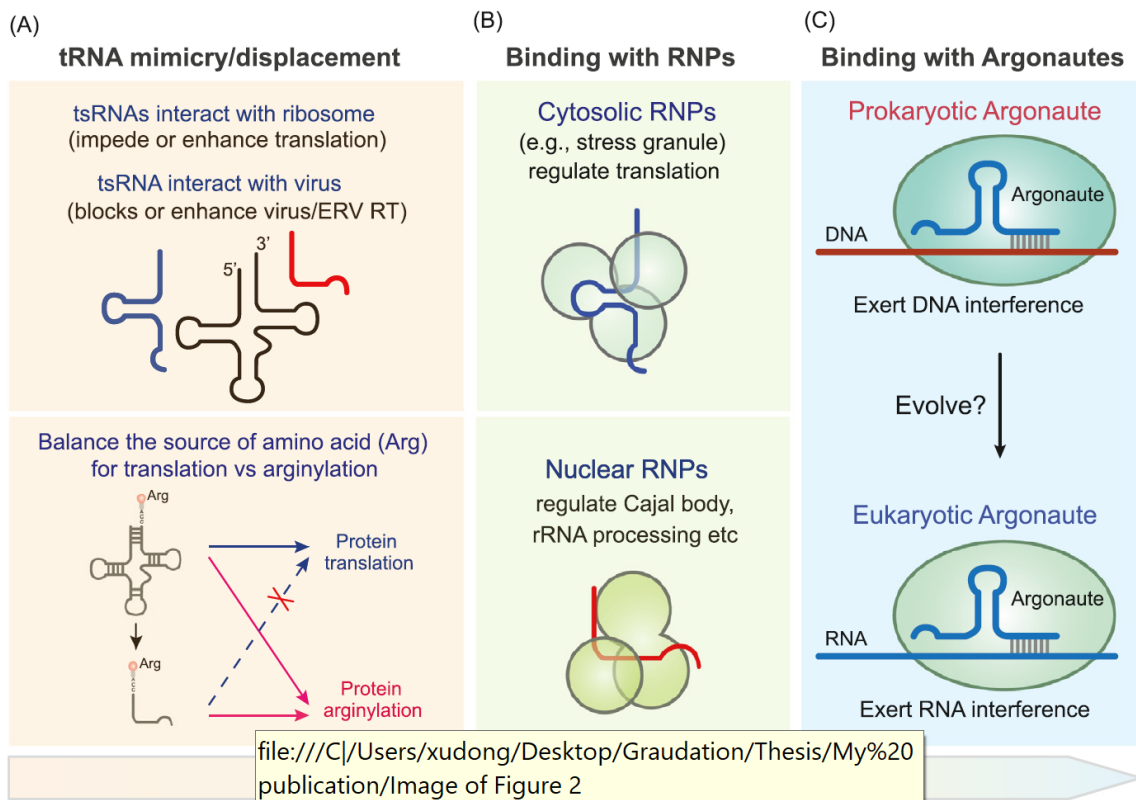 (A)
tRNA mimicry/displacement
tsRNAs interact with ribosome
(impede or enhance translation)
tsRNA interact with virus
(blocks or enhance virus/ERV RT)
5’
3’
Balance the source of amino acid (Arg)
for translation vs arginylation
Arg
Arg
Protein
translation
Protein
arginylation
(B)
Binding with RNPs
Cytosolic RNPs
(e.g., stress granule)
regulate translation
Nuclear RNPs
regulate Cajal body,
rRNA processing etc
(C)
Binding with Argonautes
Prokaryotic Argonaute
Argonaute
DNA
Exert DNA interference
Evolve?
Eukaryotic Argonaute
Argonaute
RNA
Exert RNA interference
file:///C|/Users/xudong/Desktop/Graudation/Thesis/My%20
publication/Image of Figure 2